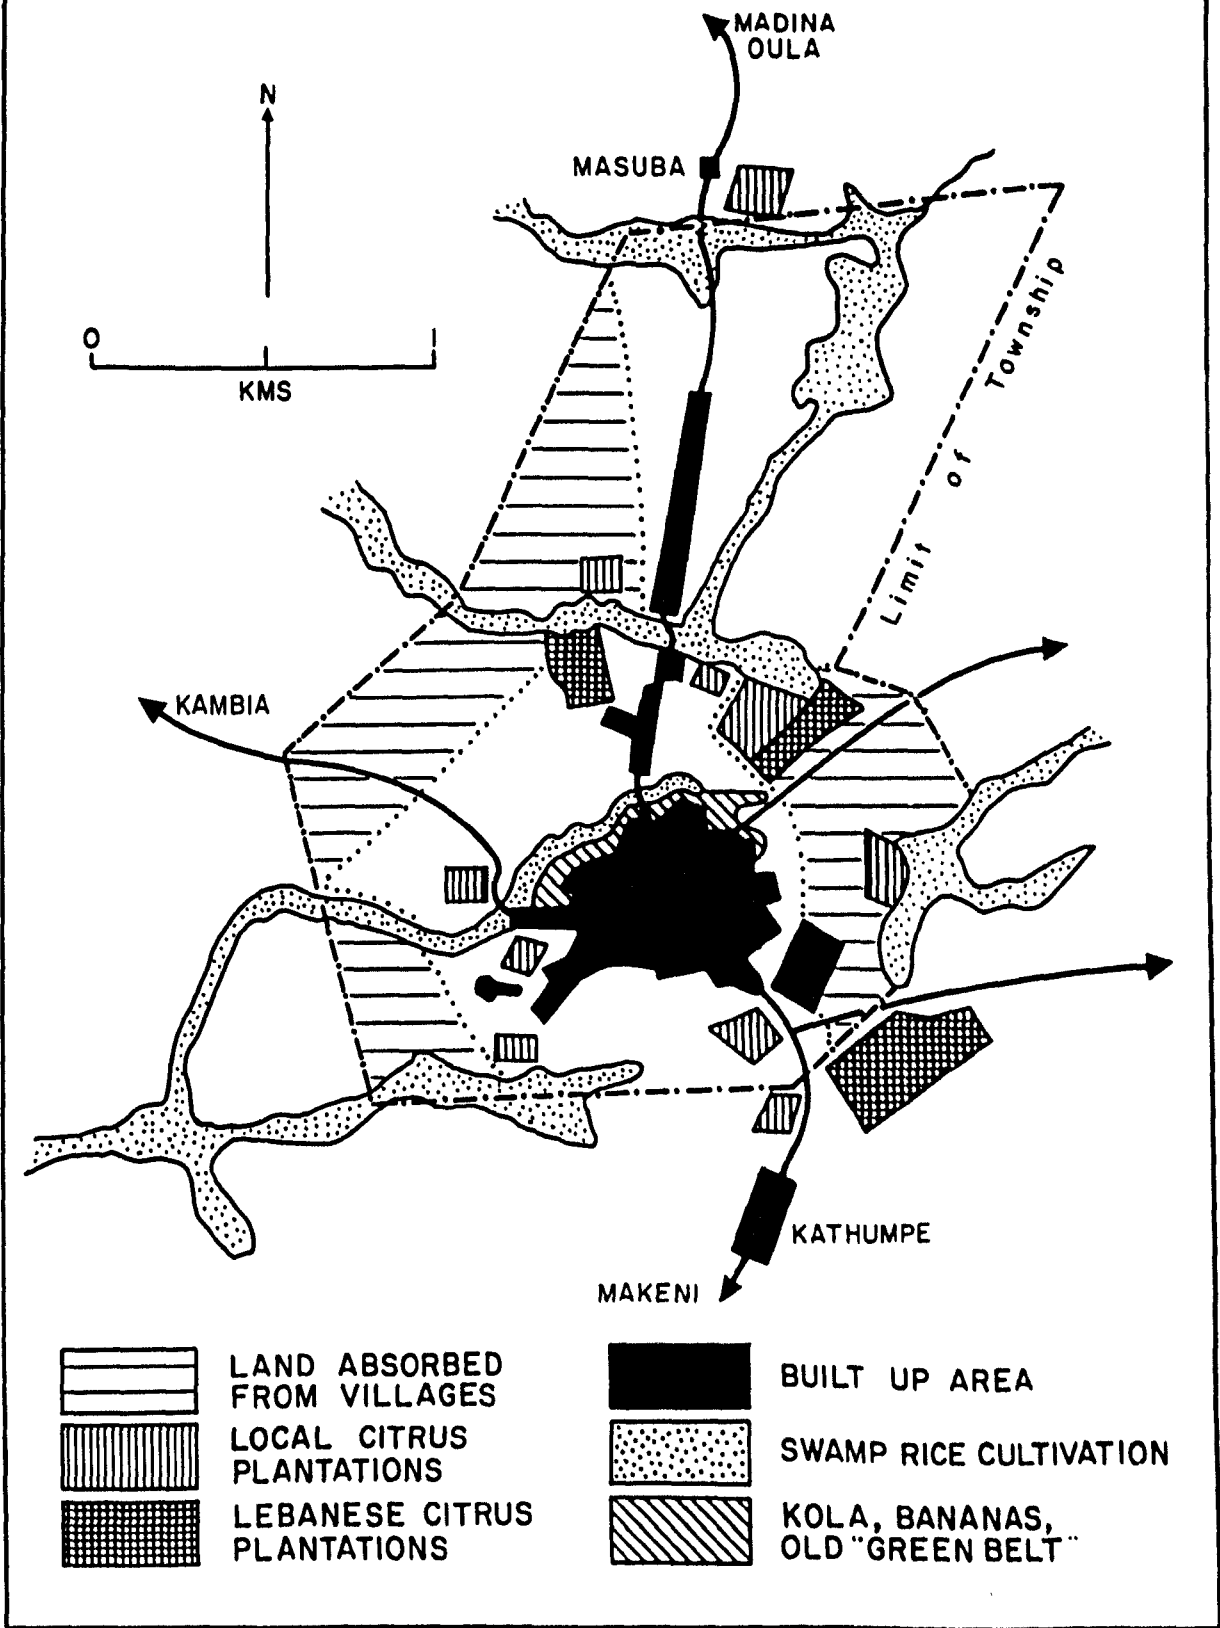 MADINA
OULA
N
MASUBA
0 1
KMS
Limit of Township
KAMBIA
KATHUMPE
MAKENI
LAND ABSORBED
FROM VILLAGES
LOCAL CITRUS
PLANTATIONS
LEBANESE CITRUS
PLANTATIONS
BUILT UP AREA
SWAMP RICE CULTIVATION
KOLA, BANANAS,
OLD "GREEN BELT"